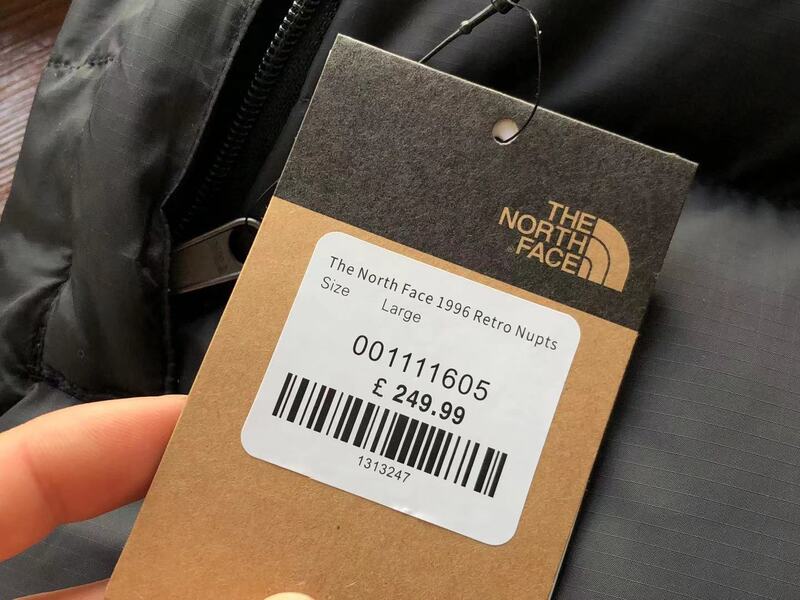 THE
NORTH
FACE
The North Face 1996 Retro Nupts
Size Large
001111605
£ 249.99
1313247